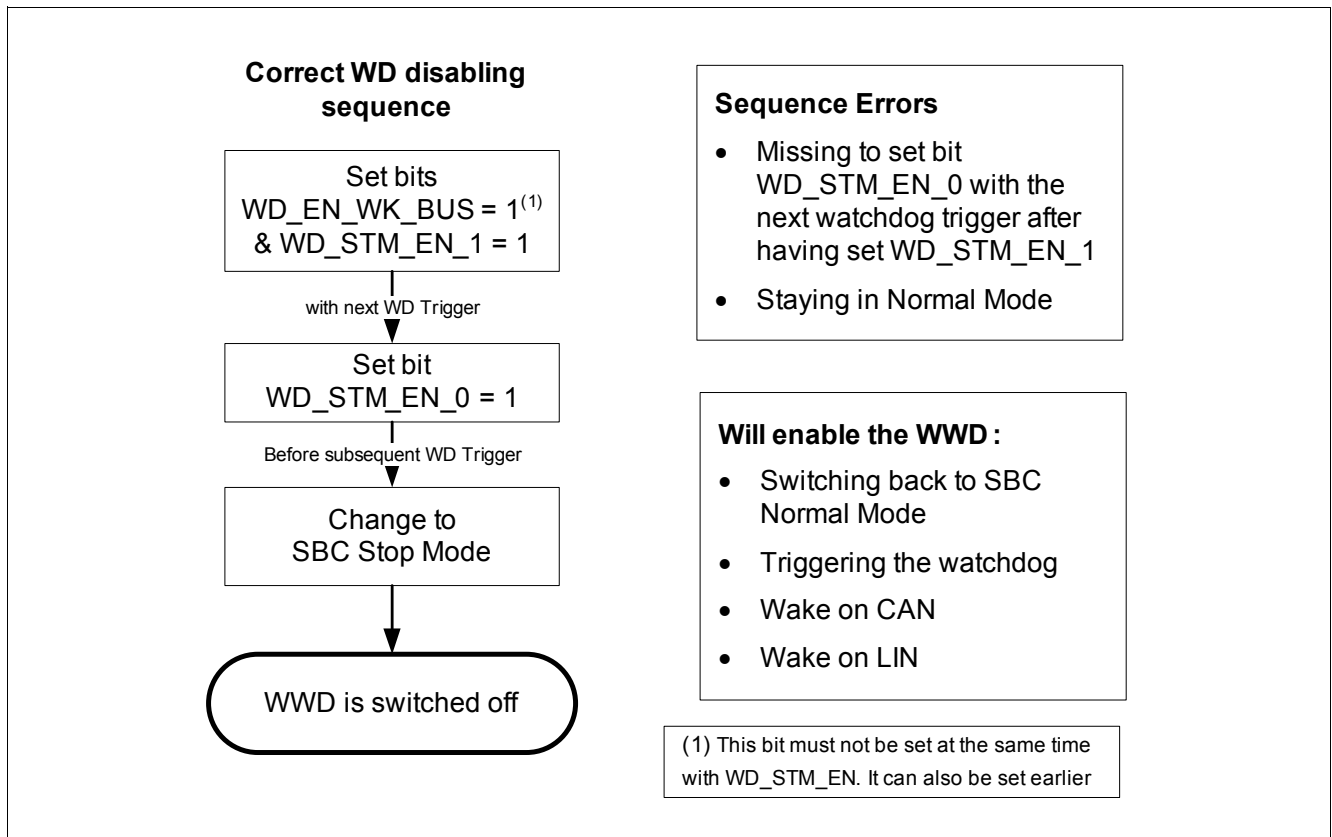 Correct WD disabling
sequence
Set bits
WD_EN_WK_BUS = 1(1)
& WD_STM_EN_1 = 1
with next WD Trigger
Set bit
WD_STM_EN_0 = 1
Before subsequent WD Trigger
Change to
SBC Stop Mode
WWD is switched off
Sequence Errors
• Missing to set bit
WD_STM_EN_0 with the
next watchdog trigger after
having set WD_STM_EN_1
• Staying in Normal Mode
Will enable the WWD :
• Switching back to SBC
Normal Mode
• Triggering the watchdog
• Wake on CAN
• Wake on LIN
(1) This bit must not be set at the same time
with WD_STM_EN. It can also be set earlier